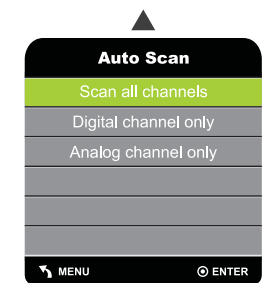 Auto Scan
Scan all channels
Digital channel only
Analog channel only
MENU ENTER